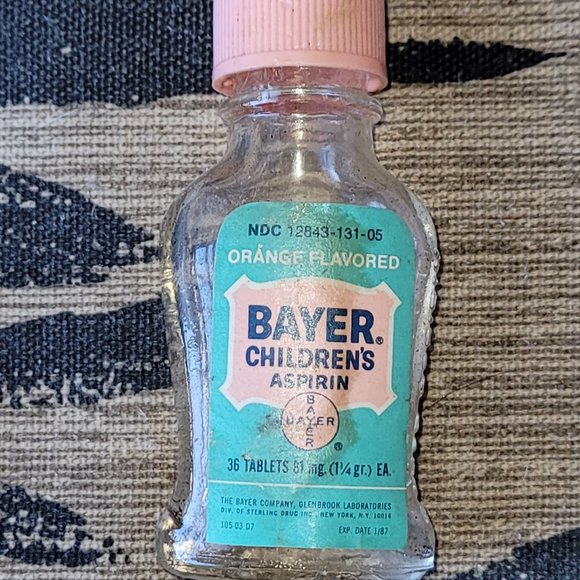 NDC 12843-131-05
ORANGE FLAVORED
BAYER®
CHILDREN'S
ASPIRIN
BAYER
BAYER
®
36 TABLETS 81 mg. (1¼ gr.) EA.
THE BAYER COMPANY, GLENBROOK LABORATORIES
DIV. OF STERLING DRUG INC., NEW YORK, N.Y. 10016
105 03 07 EXP. DATE 1/87